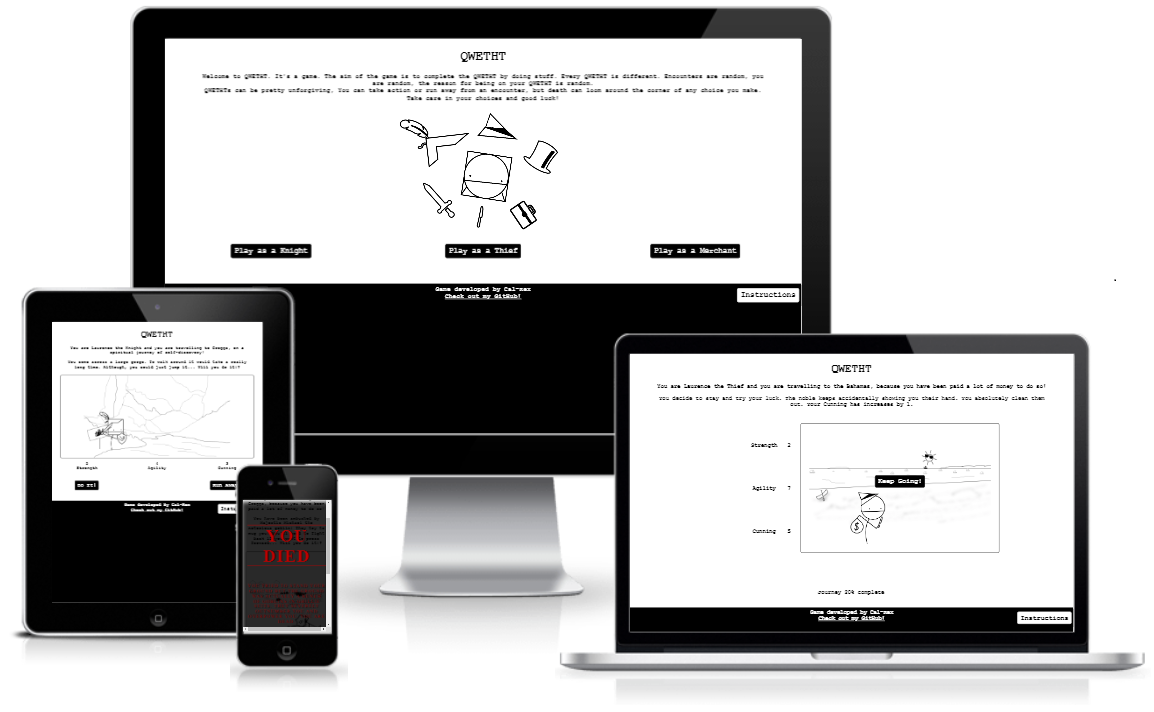 QWETHT
Welcome to QWETHT. It's a game. The aim of the game is to complete the QWETHT by doing stuff. Every QWETHT is different. Encounters are random, you
are random, the reason for being on your QWETHT is random.
QWETHTs can be pretty unforgiving, You can take action or run away from an encounter, but death can loom around the corner of any choice you make.
Take care in your choices and good luck!
Play as a Knight
Play as a Thief
Play as a Merchant
Game developed by Cal-max
Check out my GitHub!
Instructions
QWETHT
You are Laurence the Knight and you are travelling to Greggs, on a
spiritual journey of self-discovery!
You come across a large gorge. To walk around it would take a really
long time. Although, you could just jump it... Will you do it?
2
Strength
Agility
3
Cunning
Do it!
Run away
Game developed by Cal-Max
Check out my GitHub!
YOU
DIED
QWETHT
You are Laurence the Thief and you are travelling to the Bahamas, because you have been paid a lot of money to do so!
You decide to stay and try your luck. The noble keeps accidentally showing you their hand. You absolutely clean them
out. Your Cunning has increases by 1.
Strength 2
Agility 7
Cunning 5
Keep Going!
$
Journey 20% complete
Game developed by Cal-max
Check out my GitHub!
Instructions